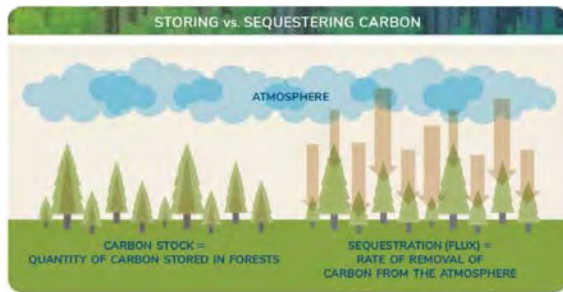 STORING vs. SEQUESTERING CARBON
ATMOSPHERE
CARBON STOCK =
QUANTITY OF CARBON STORED IN FORESTS
SEQUESTRATION (FLUX) =
RATE OF REMOVAL OF
CARBON FROM THE ATMOSPHERE